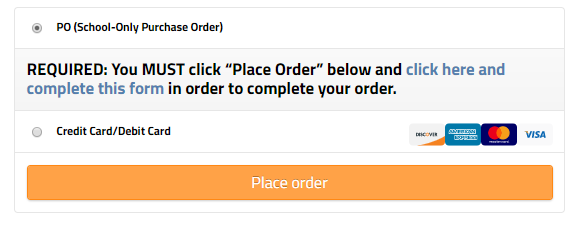 PO (School-Only Purchase Order)
REQUIRED: You MUST click “Place Order” below and click here and
complete this form in order to complete your order.
Credit Card/Debit Card DISCOVER AMERICAN EXPRESS mastercard VISA
Place order